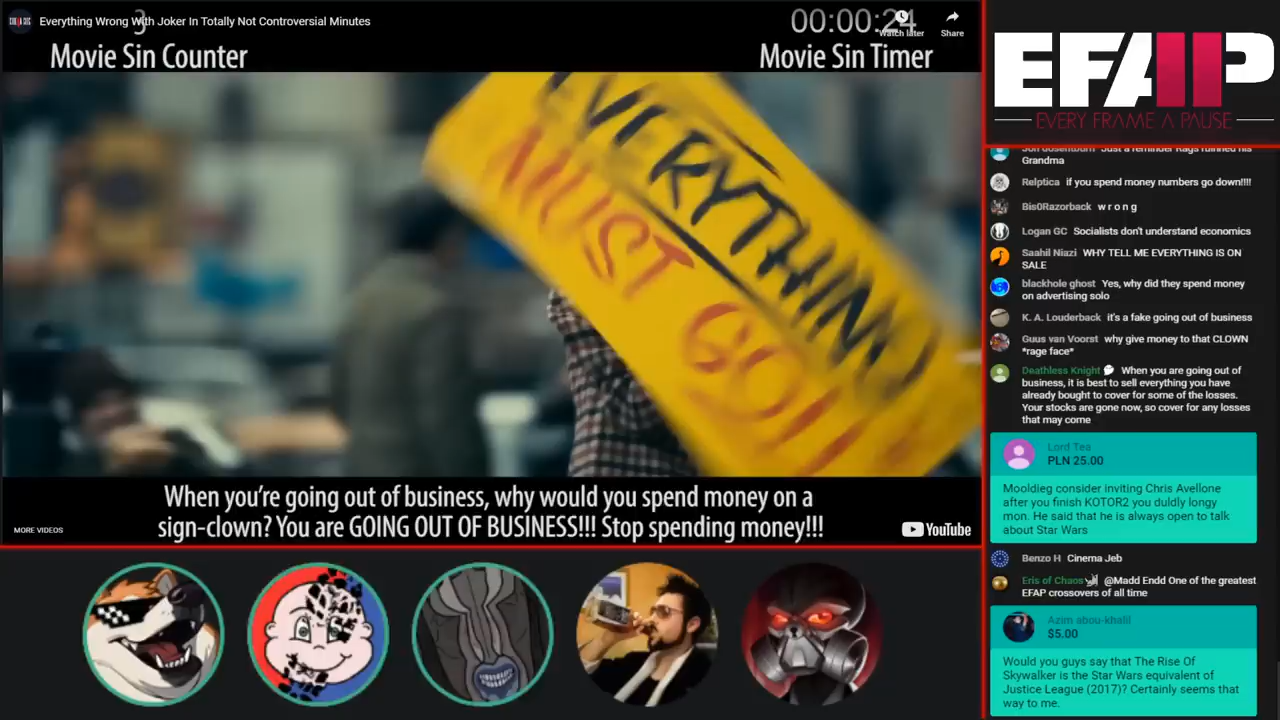 Everything Wrong With Joker In Totally Not Controversial Minutes
3
Movie Sin Counter
00:00:24
Watch later
Share
Movie Sin Timer
EVERYTHING
MUST GO!
When you're going out of business, why would you spend money on a
sign-clown? You are GOING OUT OF BUSINESS!!! Stop spending money!!!
MORE VIDEOS
YouTube
EFAP
EVERY FRAME A PAUSE
Just a reminder Rags ruinned his
Grandma
Relptica if you spend money numbers go down!!!!
Bis0Razorback w r o n g
Logan GC Socialists don't understand economics
Saahil Niazi WHY TELL ME EVERYTHING IS ON
SALE
blackhole ghost Yes, why did they spend money
on advertising solo
K. A. Louderback it's a fake going out of business
Guus van Voorst why give money to that CLOWN
*rage face*
Deathless Knight When you are going out of
business, it is best to sell everything you have
already bought to cover for some of the losses.
Your stocks are gone now, so cover for any losses
that may come
Lord Tea
PLN 25.00
Mooldieg consider inviting Chris Avellone
after you finish KOTOR2 you duldly longy
mon. He said that he is always open to talk
about Star Wars
Benzo H Cinema Jeb
Eris of Chaos @Madd Endd One of the greatest
EFAP crossovers of all time
Azim abou-khalil
$5.00
Would you guys say that The Rise Of
Skywalker is the Star Wars equivalent of
Justice League (2017)? Certainly seems that
way to me.